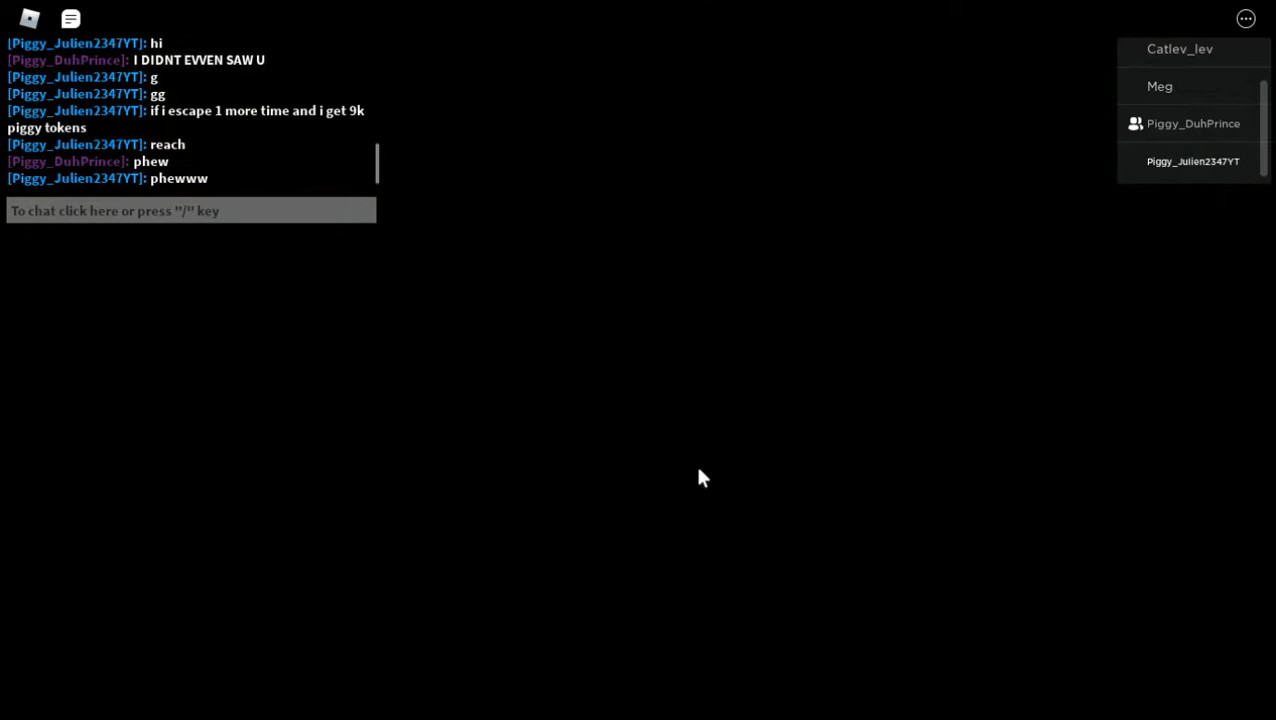 [Piggy_Julien2347YT]: hi
[Piggy_DuhPrince]: I DIDNT EVVEN SAW U
[Piggy_Julien2347YT]: g
[Piggy_Julien2347YT]: gg
[Piggy_Julien2347YT]: if i escape 1 more time and i get 9k
piggy tokens
[Piggy_Julien2347YT]: reach
[Piggy_DuhPrince]: phew
[Piggy_Julien2347YT]: phewww
To chat click here or press "/" key
Catlev_lev
Meg
Piggy_DuhPrince
Piggy_Julien2347YT